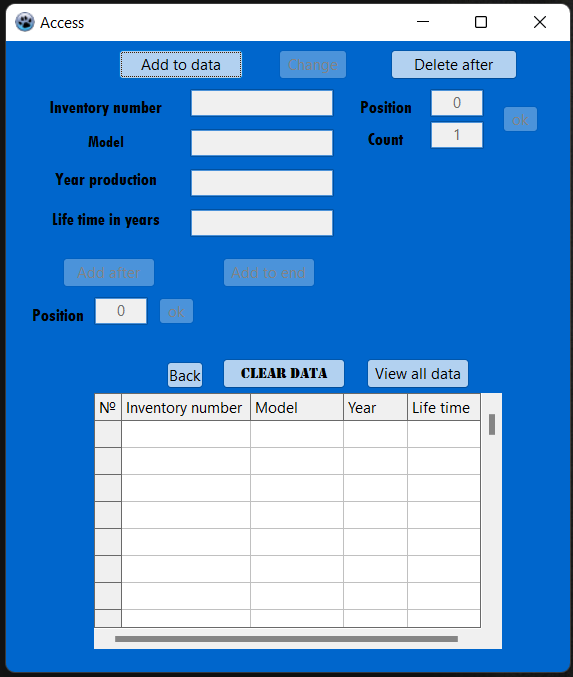 Access
Add to data Change Delete after
Inventory number Position 0
ok
Model Count 1
Year production
Life time in years
Add after Add to end
Position 0 ok
Back CLEAR DATA View all data
№ Inventory number Model Year Life time